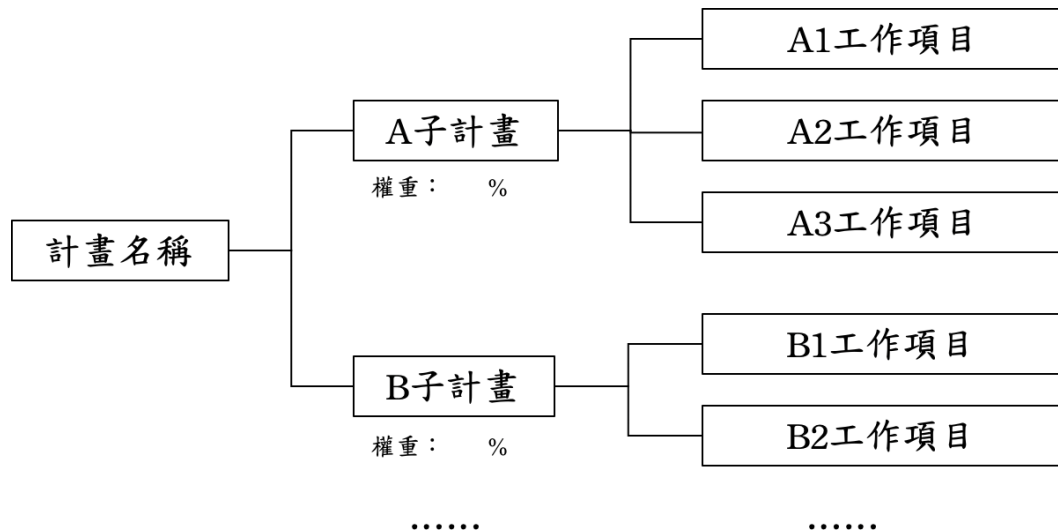 計畫名稱
A子計畫
權重： %
A1工作項目
A2工作項目
A3工作項目
B子計畫
權重： %
B1工作項目
B2工作項目
…… ……